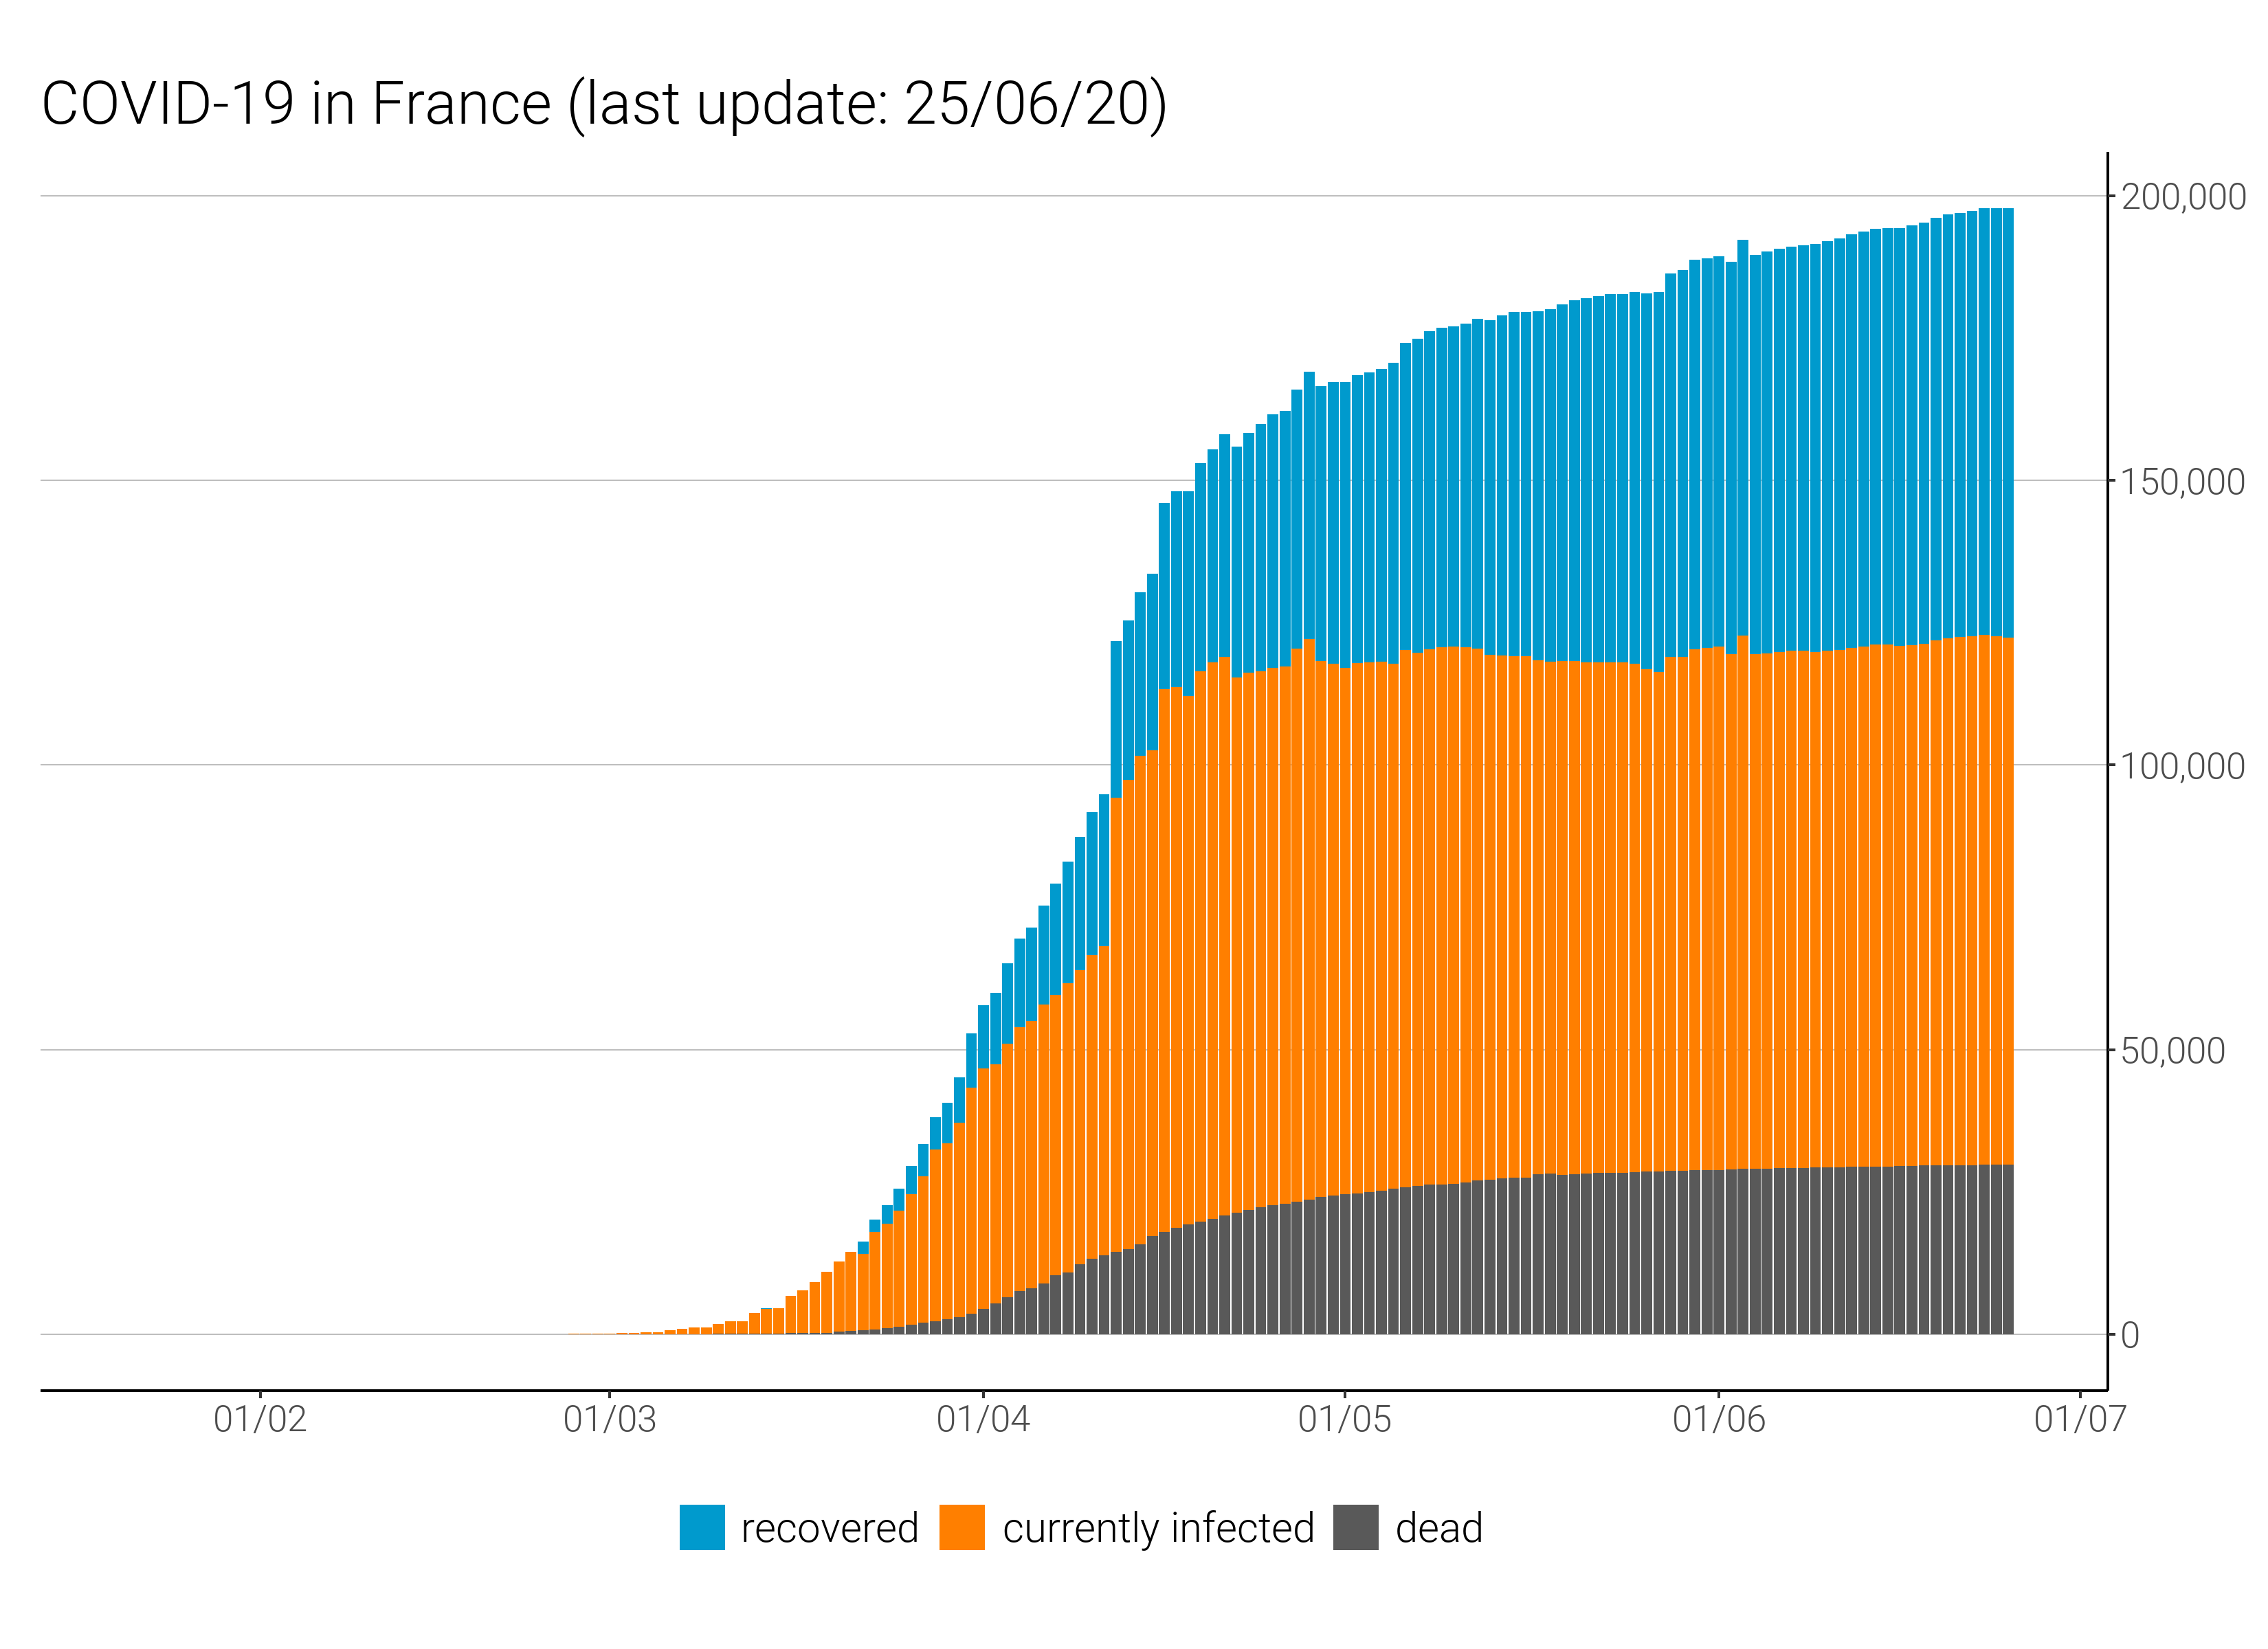 COVID-19 in France (last update: 25/06/20)
200,000
150,000
100,000
50,000
0
01/02 01/03 01/04 01/05 01/06 01/07
recovered currently infected dead